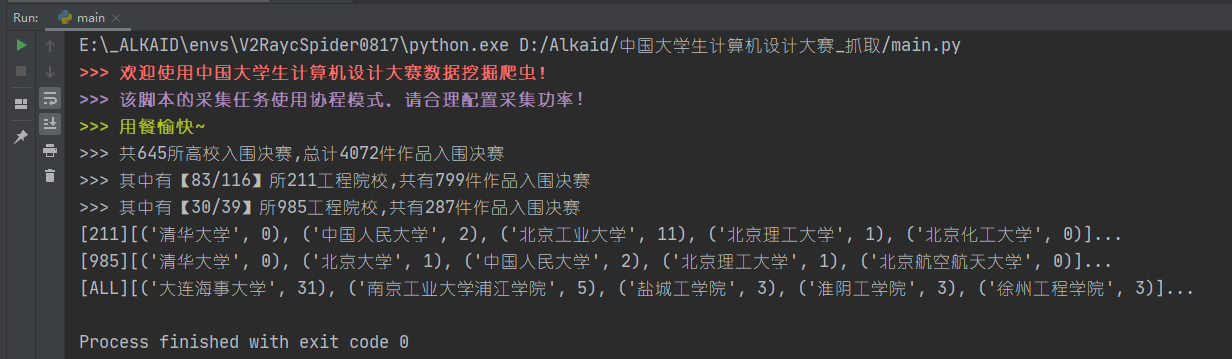 Run: main
E:\_ALKAID\envs\V2RaycSpider0817\python.exe D:/Alkaid/中国大学生计算机设计大赛_抓取/main.py
>>> 欢迎使用中国大学生计算机设计大赛数据挖掘爬虫!
>>> 该脚本的采集任务使用协程模式. 请合理配置采集功率!
>>> 用餐愉快~
>>> 共645所高校入围决赛,总计4072件作品入围决赛
>>> 其中有【83/116】所211工程院校,共有799件作品入围决赛
>>> 其中有【30/39】所985工程院校,共有287件作品入围决赛
[211][('清华大学', 0), ('中国人民大学', 2), ('北京工业大学', 11), ('北京理工大学', 1), ('北京化工大学', 0)]...
[985][('清华大学', 0), ('北京大学', 1), ('中国人民大学', 2), ('北京理工大学', 1), ('北京航空航天大学', 0)]...
[ALL][('大连海事大学', 31), ('南京工业大学浦江学院', 5), ('盐城工学院', 3), ('淮阴工学院', 3), ('徐州工程学院', 3)]...
Process finished with exit code 0